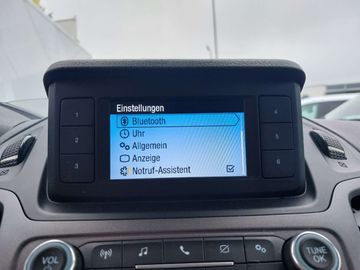 Einstellungen
Bluetooth
Uhr
Allgemein
Anzeige
Notruf-Assistent
1
2
3
4
5
6
VOL
TUNE
OK